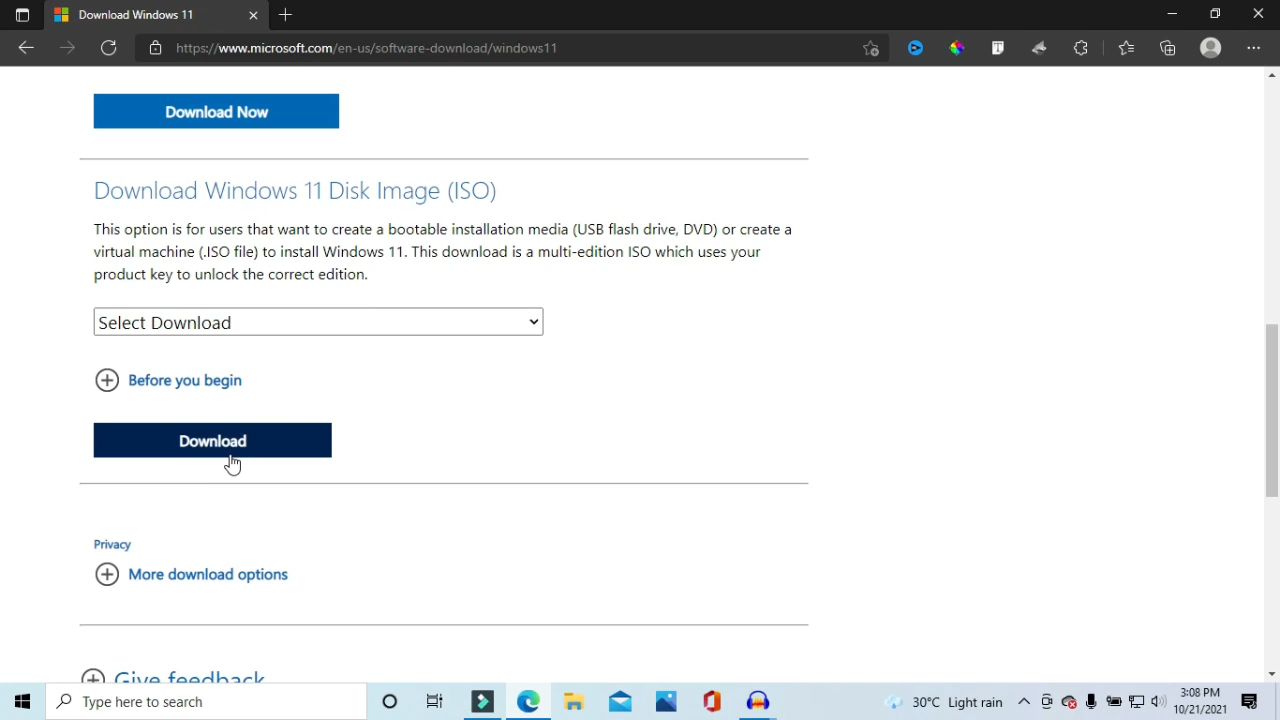 Download Windows 11
https://www.microsoft.com/en-us/software-download/windows11
Download Now
Download Windows 11 Disk Image (ISO)
This option is for users that want to create a bootable installation media (USB flash drive, DVD) or create a
virtual machine (.ISO file) to install Windows 11. This download is a multi-edition ISO which uses your
product key to unlock the correct edition.
Select Download
Before you begin
Download
Privacy
More download options
Give feedback
Type here to search
30°C Light rain
3:08 PM
10/21/2021